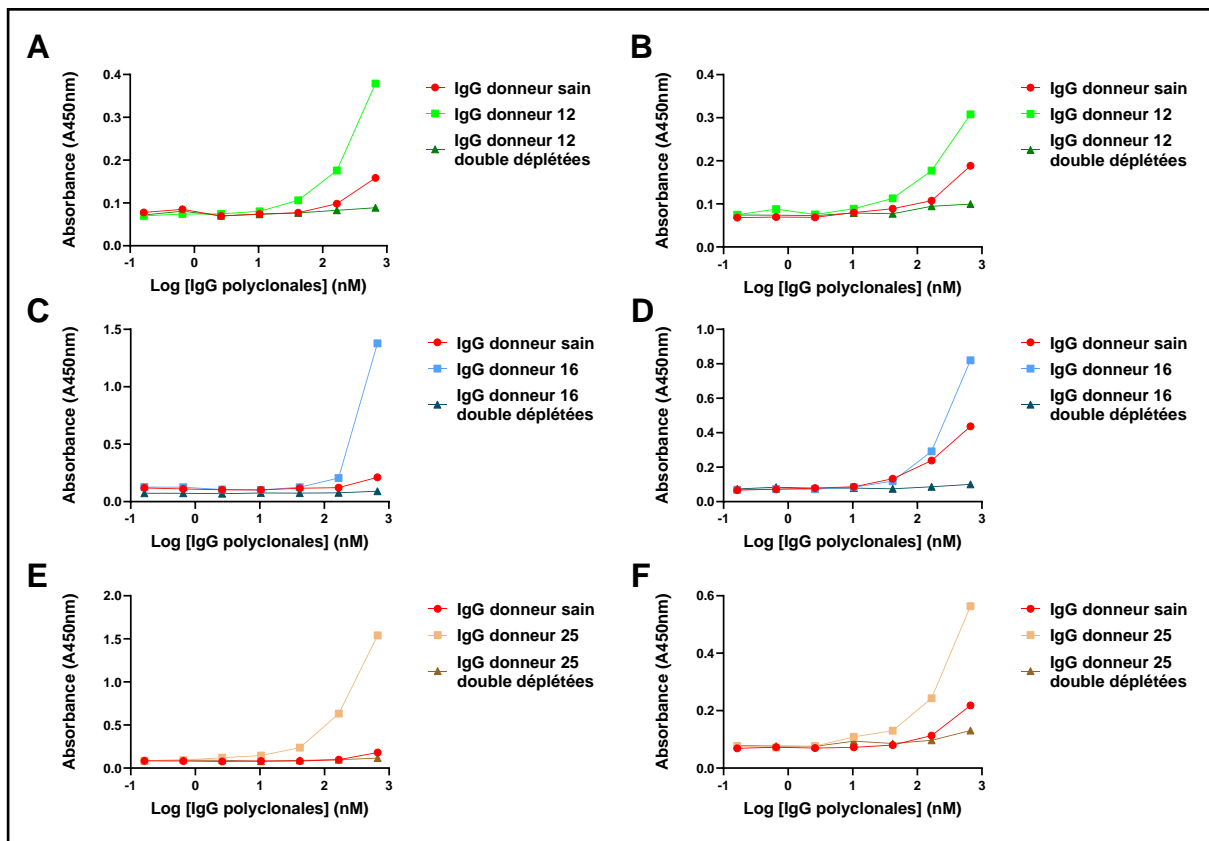 A
Absorbance (A450nm)
0.4
0.3
0.2
0.1
0.0
-1 0 1 2 3
Log [IgG polyclonales] (nM)
IgG donneur sain
IgG donneur 12
IgG donneur 12
double déplétées
B
Absorbance (A450nm)
0.4
0.3
0.2
0.1
0.0
-1 0 1 2 3
Log [IgG polyclonales] (nM)
IgG donneur sain
IgG donneur 12
IgG donneur 12
double déplétées
C
Absorbance (A450nm)
1.5
1.0
0.5
0.0
-1 0 1 2 3
Log [IgG polyclonales] (nM)
IgG donneur sain
IgG donneur 16
IgG donneur 16
double déplétées
D
Absorbance (A450nm)
1.0
0.8
0.6
0.4
0.2
0.0
-1 0 1 2 3
Log [IgG polyclonales] (nM)
IgG donneur sain
IgG donneur 16
IgG donneur 16
double déplétées
E
Absorbance (A450nm)
2.0
1.5
1.0
0.5
0.0
-1 0 1 2 3
Log [IgG polyclonales] (nM)
IgG donneur sain
IgG donneur 25
IgG donneur 25
double déplétées
F
Absorbance (A450nm)
0.6
0.4
0.2
0.0
-1 0 1 2 3
Log [IgG polyclonales] (nM)
IgG donneur sain
IgG donneur 25
IgG donneur 25
double déplétées